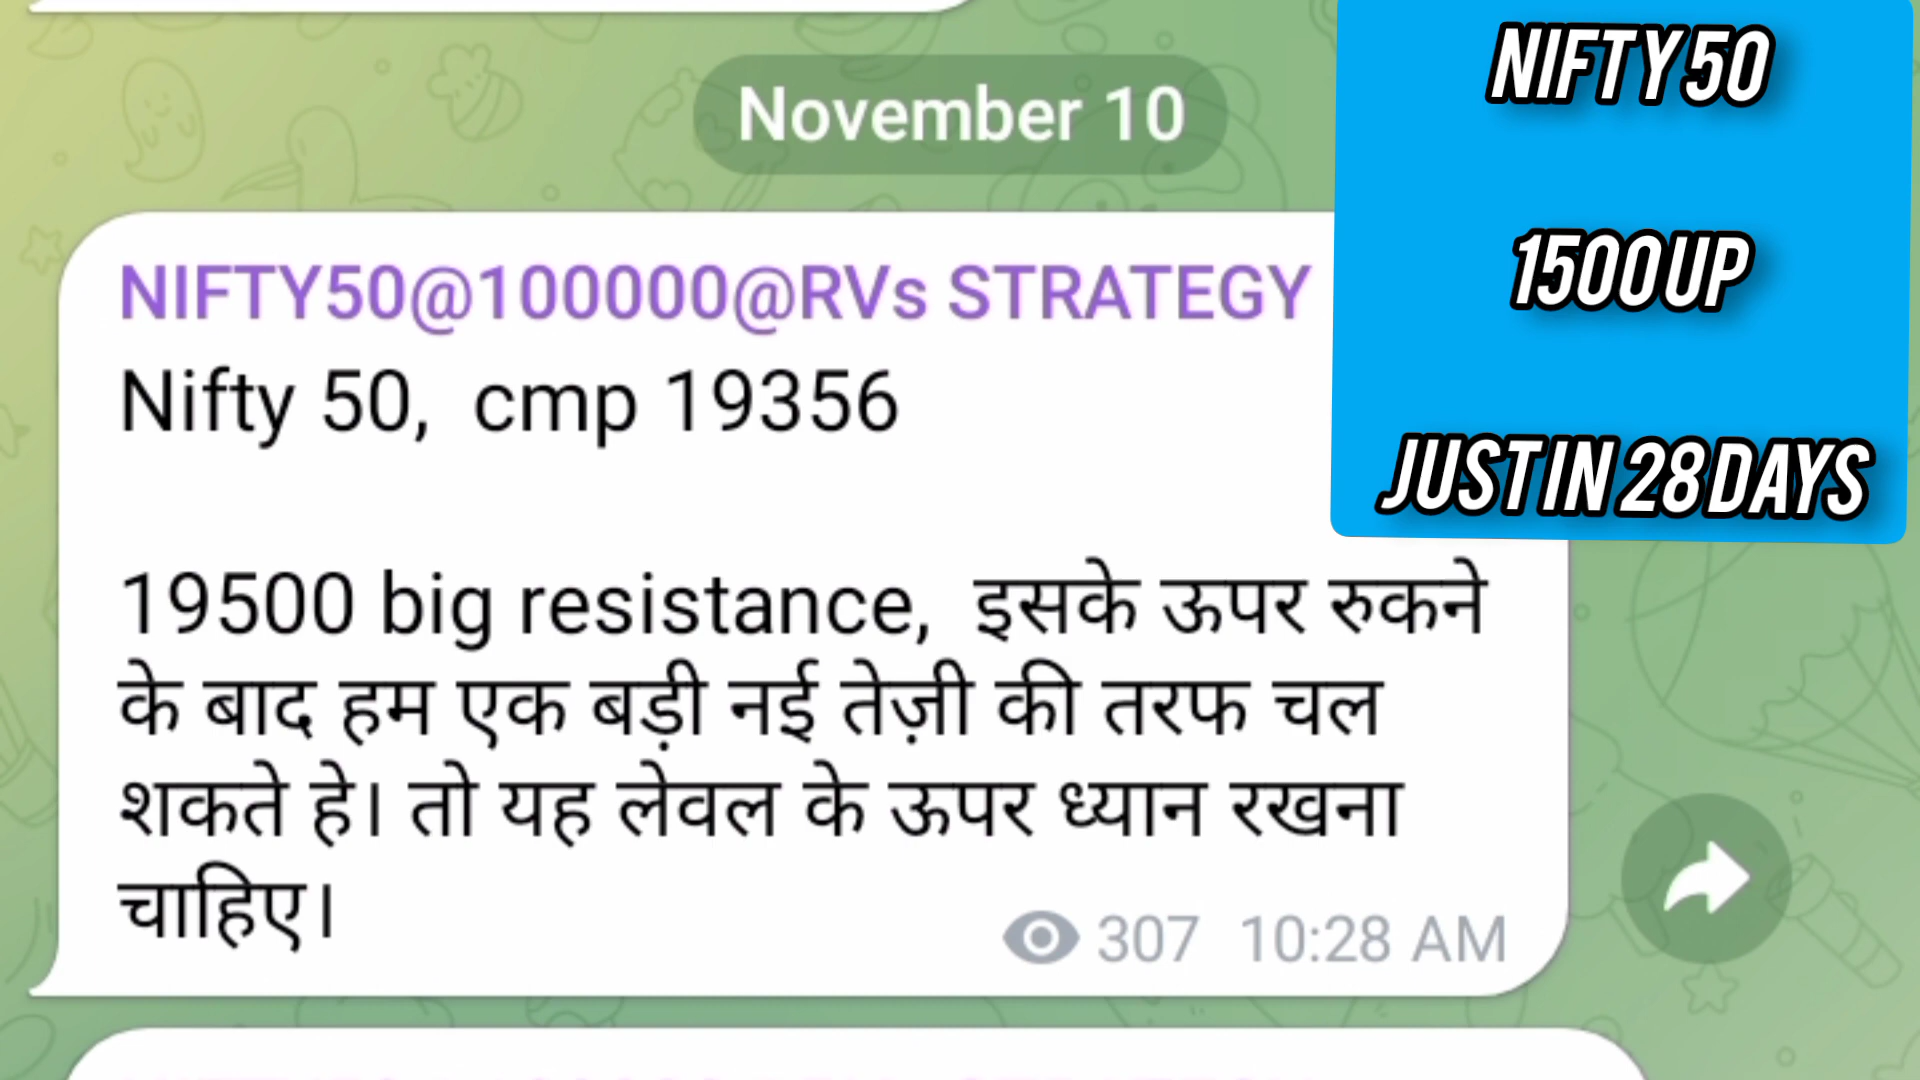 November 10
NIFTY50@100000@RVs STRATEGY
Nifty 50, cmp 19356
19500 big resistance, इसके ऊपर रुकने
के बाद हम एक बड़ी नई तेज़ी की तरफ चल
शकते हे। तो यह लेवल के ऊपर ध्यान रखना
चाहिए।
307 10:28 AM
NIFTY 50
1500 UP
JUST IN 28 DAYS